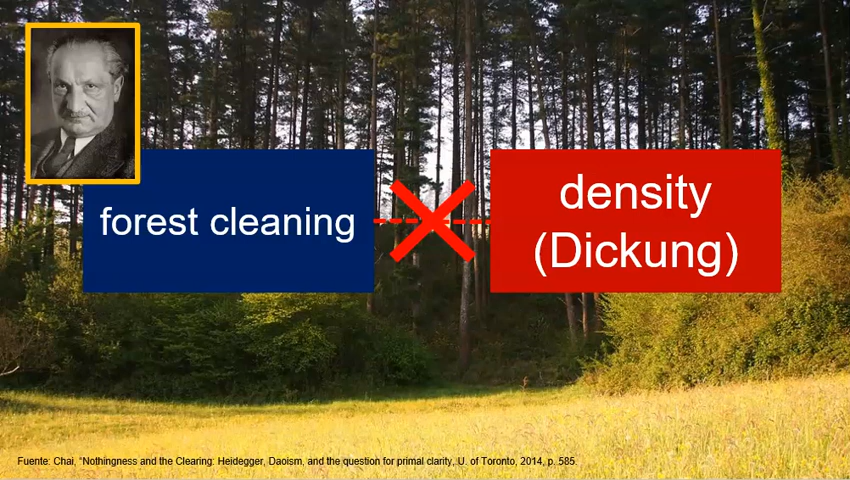 forest cleaning
density
(Dickung)
Fuente: Chai, "Nothingness and the Clearing: Heidegger, Daoism, and the question for primal clarity, U. of Toronto, 2014, p. 585.